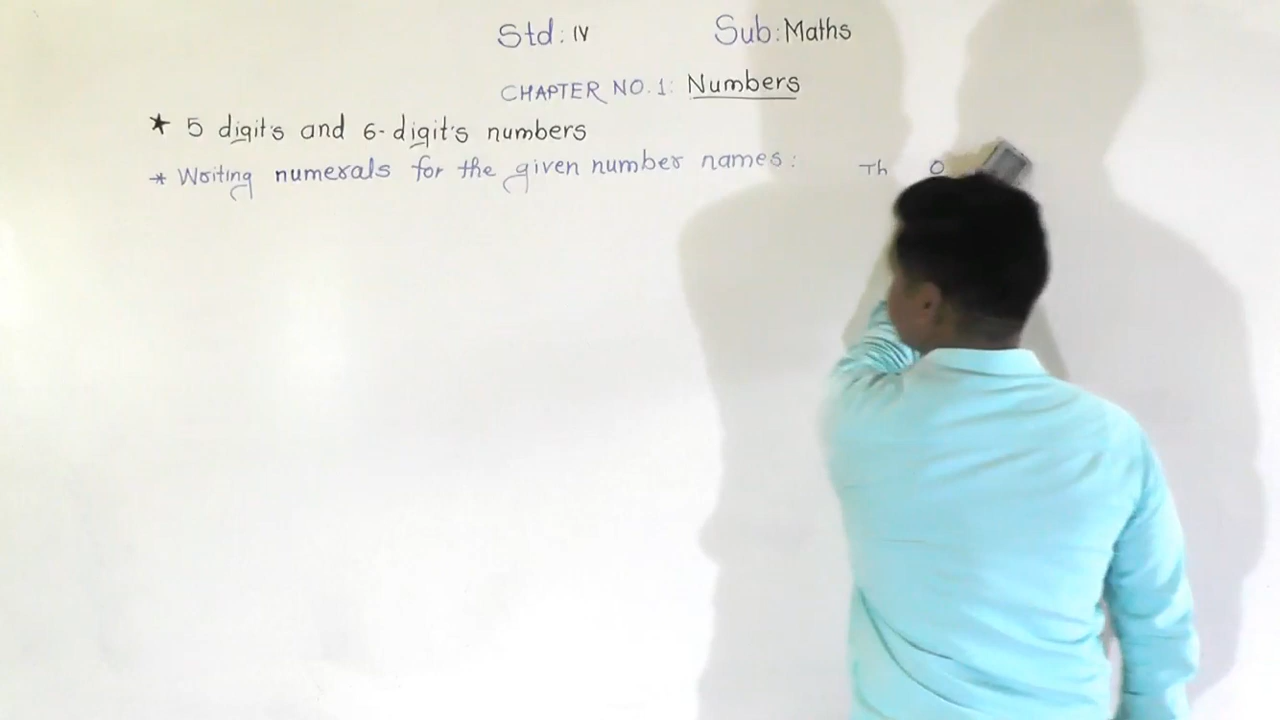 Std: IV Sub: Maths
CHAPTER NO. 1: Numbers
★ 5 digit's and 6-digit's numbers
* Writing numerals for the given number names: Th O